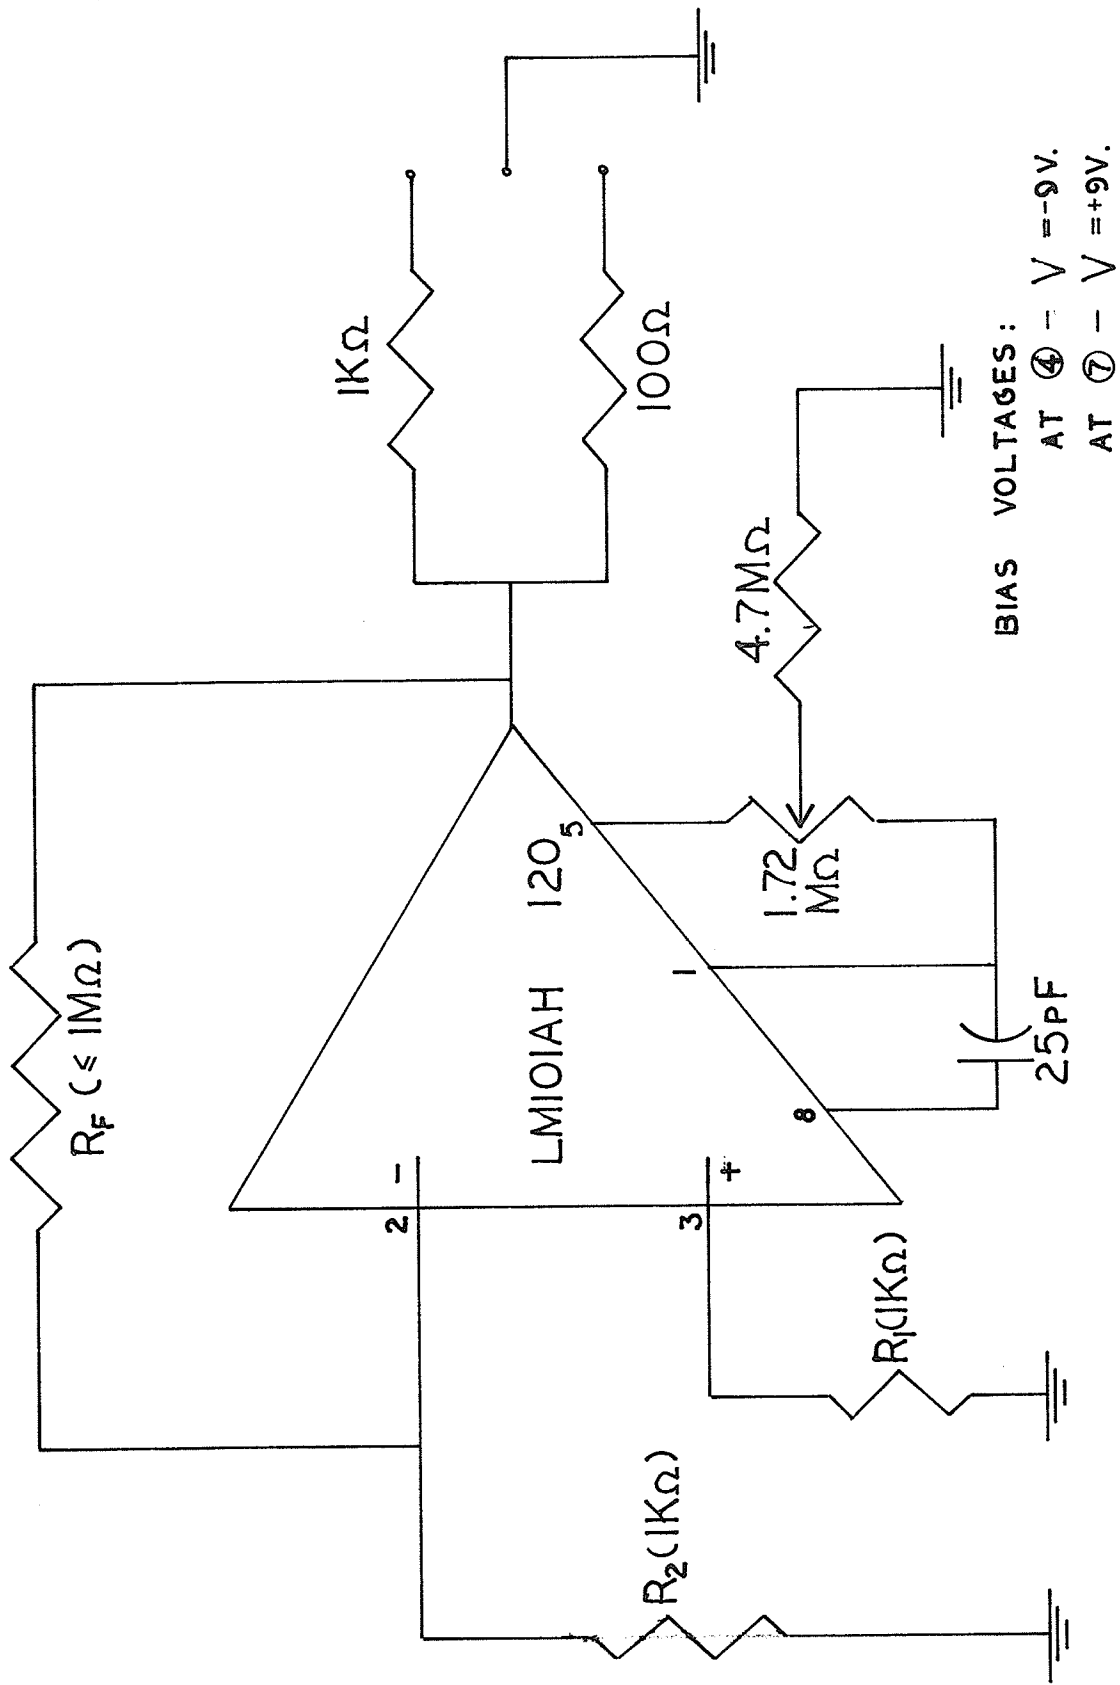 R_F (≤ 1MΩ)
2
−
LM101AH 120
3
+
8
1
5
R₂(1KΩ)
R₁(1KΩ)
25pF
1.72
MΩ
4.7MΩ
1KΩ
100Ω
BIAS VOLTAGES:
AT ④ - V = -9V.
AT ⑦ - V = +9V.